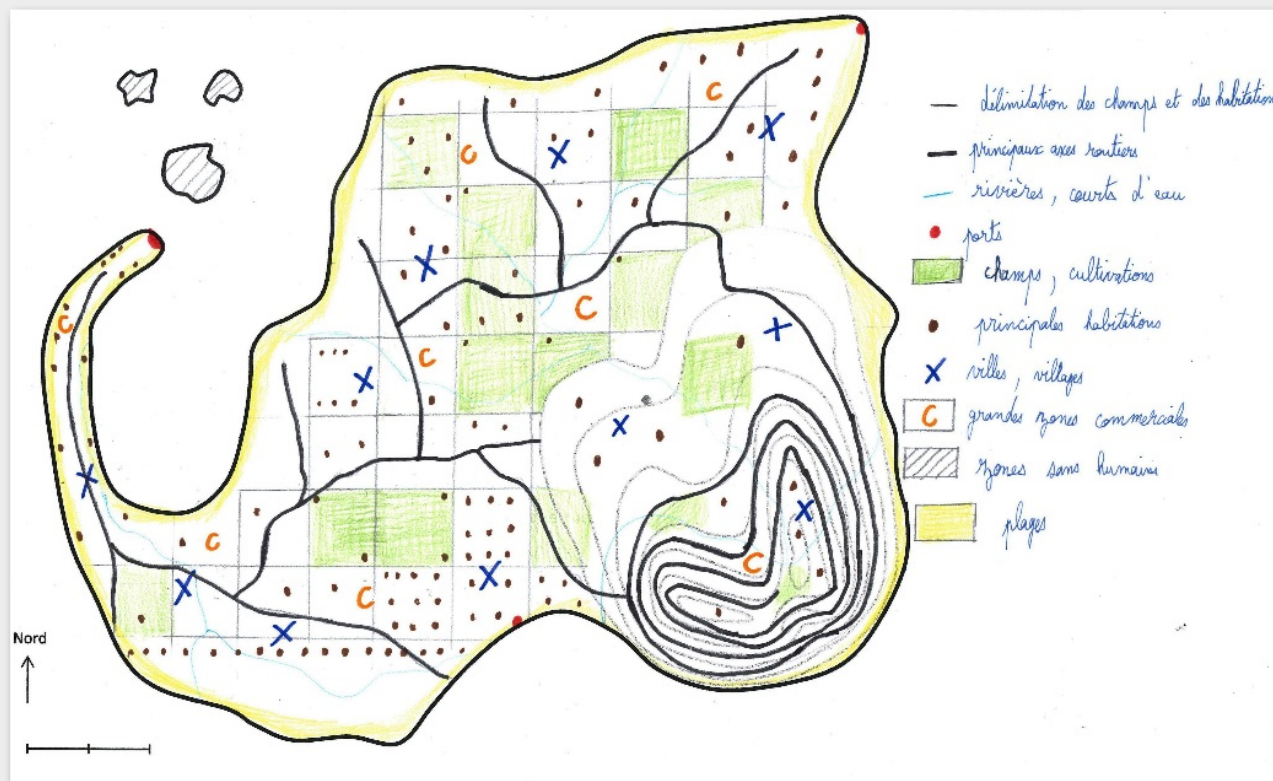 délimitation des champs et des habitation
principaux axes routiers
rivières, courts d'eau
ports
champs, cultivations
principales habitations
villes, villages
grandes zones commerciales
zones sans humains
plages
C
C
C
C
C
C
C
C
C
Nord